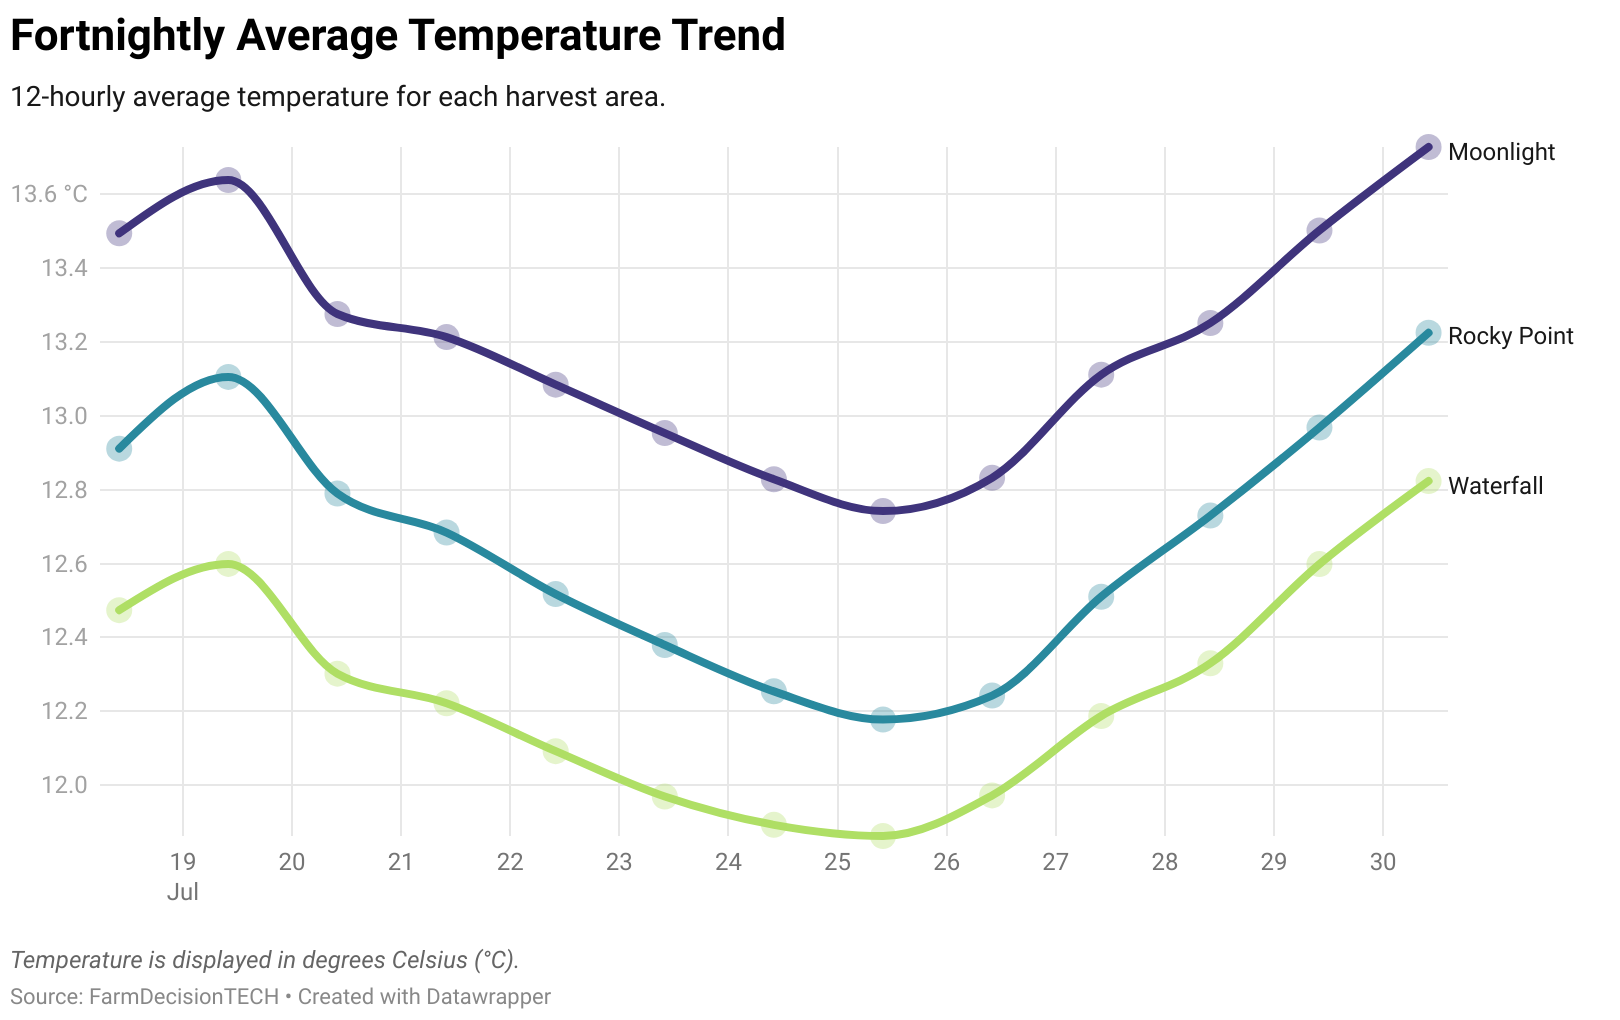 Fortnightly Average Temperature Trend
12-hourly average temperature for each harvest area.
Moonlight
13.6 °C
13.4
13.2
Rocky Point
13.0
12.8
Waterfall
12.6
12.4
12.2
12.0
19 20 21 22 23 24 25 26 27 28 29 30
Jul
Temperature is displayed in degrees Celsius (°C).
Source: FarmDecisionTECH • Created with Datawrapper